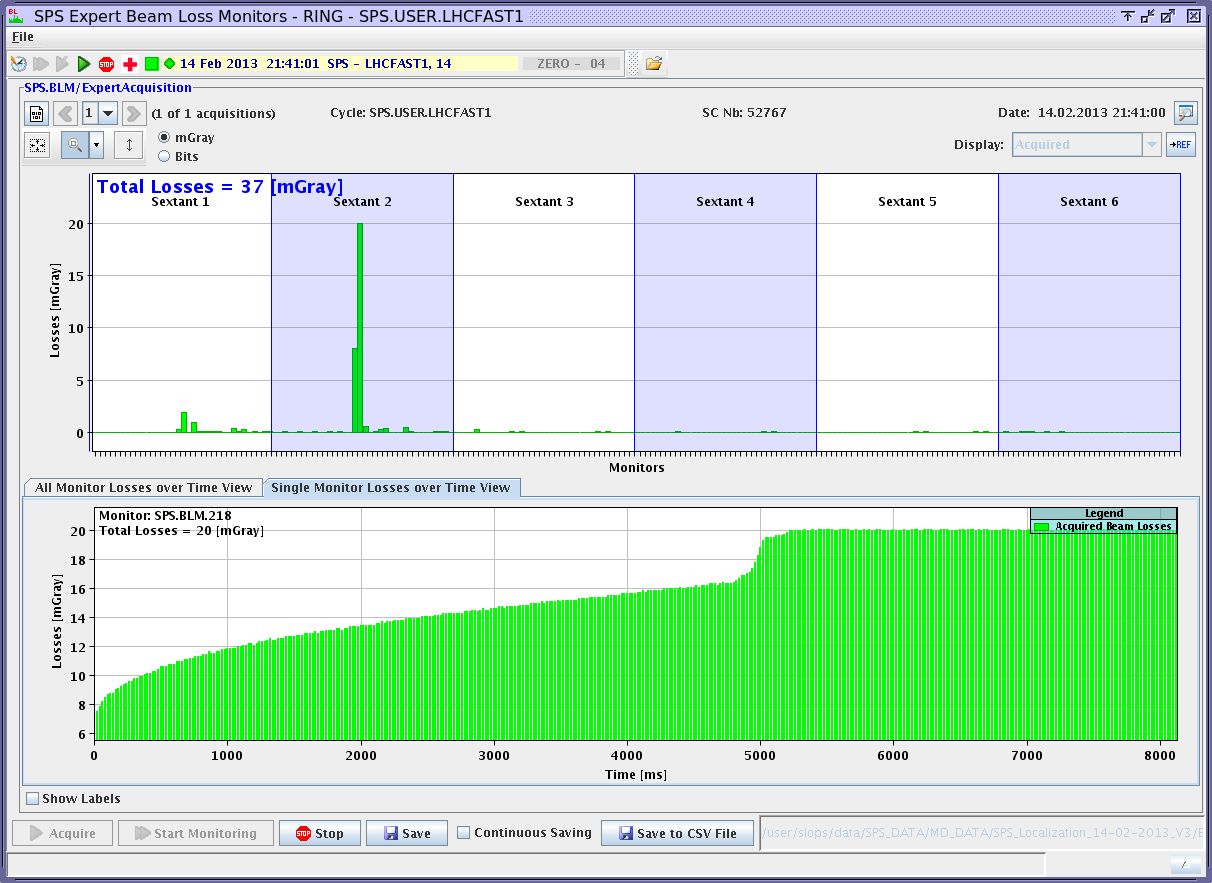 SPS Expert Beam Loss Monitors - RING - SPS.USER.LHCFAST1
File
14 Feb 2013 21:41:01 SPS - LHCFAST1, 14
ZERO - 04
SPS.BLM/ExpertAcquisition
1
(1 of 1 acquisitions)
Cycle: SPS.USER.LHCFAST1
SC Nb: 52767
Date: 14.02.2013 21:41:00
mGray
Bits
Display:
Acquired
REF
Total Losses = 37 [mGray]
Sextant 1
Sextant 2
Sextant 3
Sextant 4
Sextant 5
Sextant 6
20
15
10
5
0
Losses [mGray]
Monitors
All Monitor Losses over Time View
Single Monitor Losses over Time View
Monitor: SPS.BLM.218
Total Losses = 20 [mGray]
Legend
Acquired Beam Losses
20
18
16
14
12
10
8
6
Losses [mGray]
0 1000 2000 3000 4000 5000 6000 7000 8000
Time [ms]
Show Labels
Acquire
Start Monitoring
STOP
Stop
Save
Continuous Saving
Save to CSV File
/user/slops/data/SPS_DATA/MD_DATA/SPS_Localization_14-02-2013_V3/